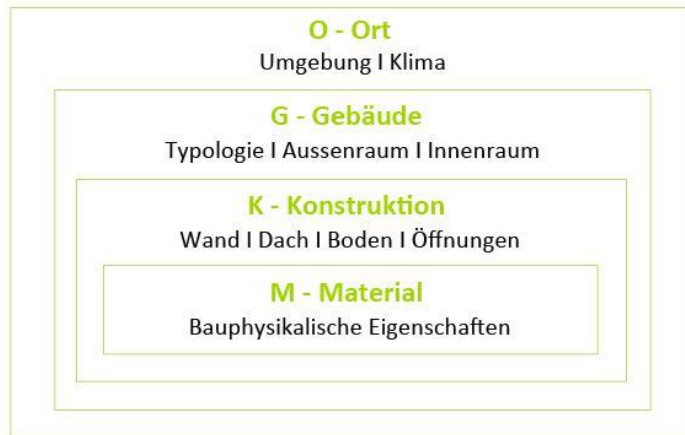 O - Ort
Umgebung I Klima
G - Gebäude
Typologie I Aussenraum I Innenraum
K - Konstruktion
Wand I Dach I Boden I Öffnungen
M - Material
Bauphysikalische Eigenschaften